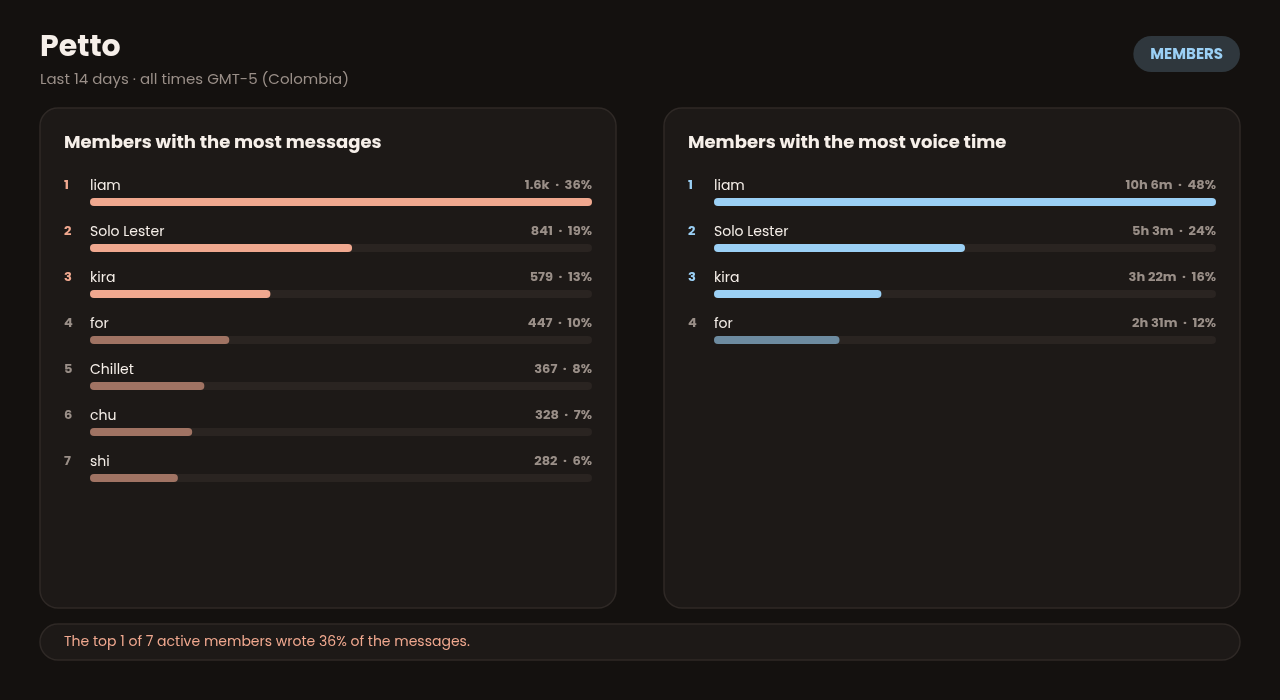 Petto
Last 14 days · all times GMT-5 (Colombia)
MEMBERS
Members with the most messages
1 liam 1.6k · 36%
2 Solo Lester 841 · 19%
3 kira 579 · 13%
4 for 447 · 10%
5 Chillet 367 · 8%
6 chu 328 · 7%
7 shi 282 · 6%
Members with the most voice time
1 liam 10h 6m · 48%
2 Solo Lester 5h 3m · 24%
3 kira 3h 22m · 16%
4 for 2h 31m · 12%
The top 1 of 7 active members wrote 36% of the messages.